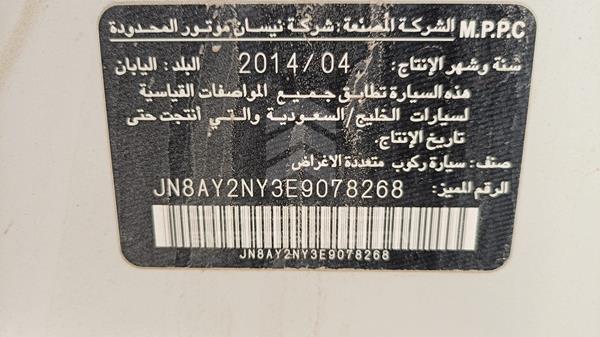 M.P.P.C الشركة المصنعة: شركة نيسان موتور المحدودة
سنة وشهر الإنتاج: 2014/04 البلد: اليابان
هذه السيارة تطابق جميع المواصفات القياسية
لسيارات الخليج/السعودية والتي أنتجت حتى
تاريخ الإنتاج.
صنف: سيارة ركوب متعددة الاغراض.
الرقم المميز: JN8AY2NY3E9078268
JN8AY2NY3E9078268